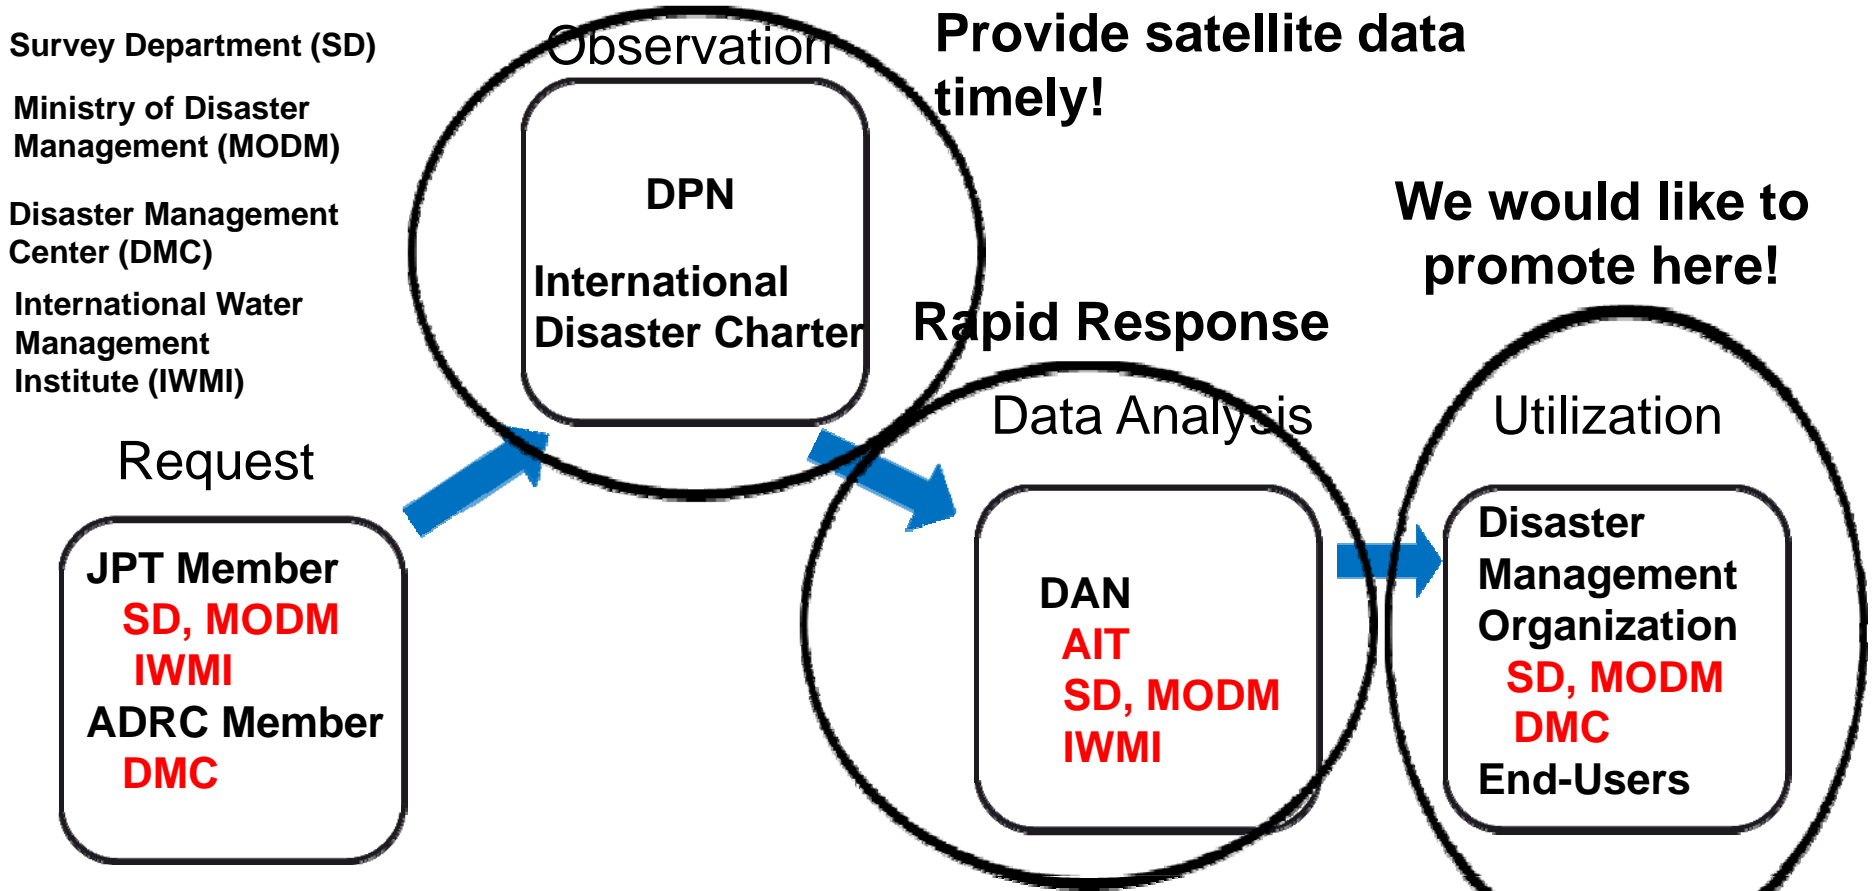 Survey Department (SD)
Ministry of Disaster
Management (MODM)
Disaster Management
Center (DMC)
International Water
Management
Institute (IWMI)
Request
JPT Member
SD, MODM
IWMI
ADRC Member
DMC
Observation
DPN
International
Disaster Charter
Provide satellite data
timely!
Rapid Response
Data Analysis
DAN
AIT
SD, MODM
IWMI
We would like to
promote here!
Utilization
Disaster
Management
Organization
SD, MODM
DMC
End-Users